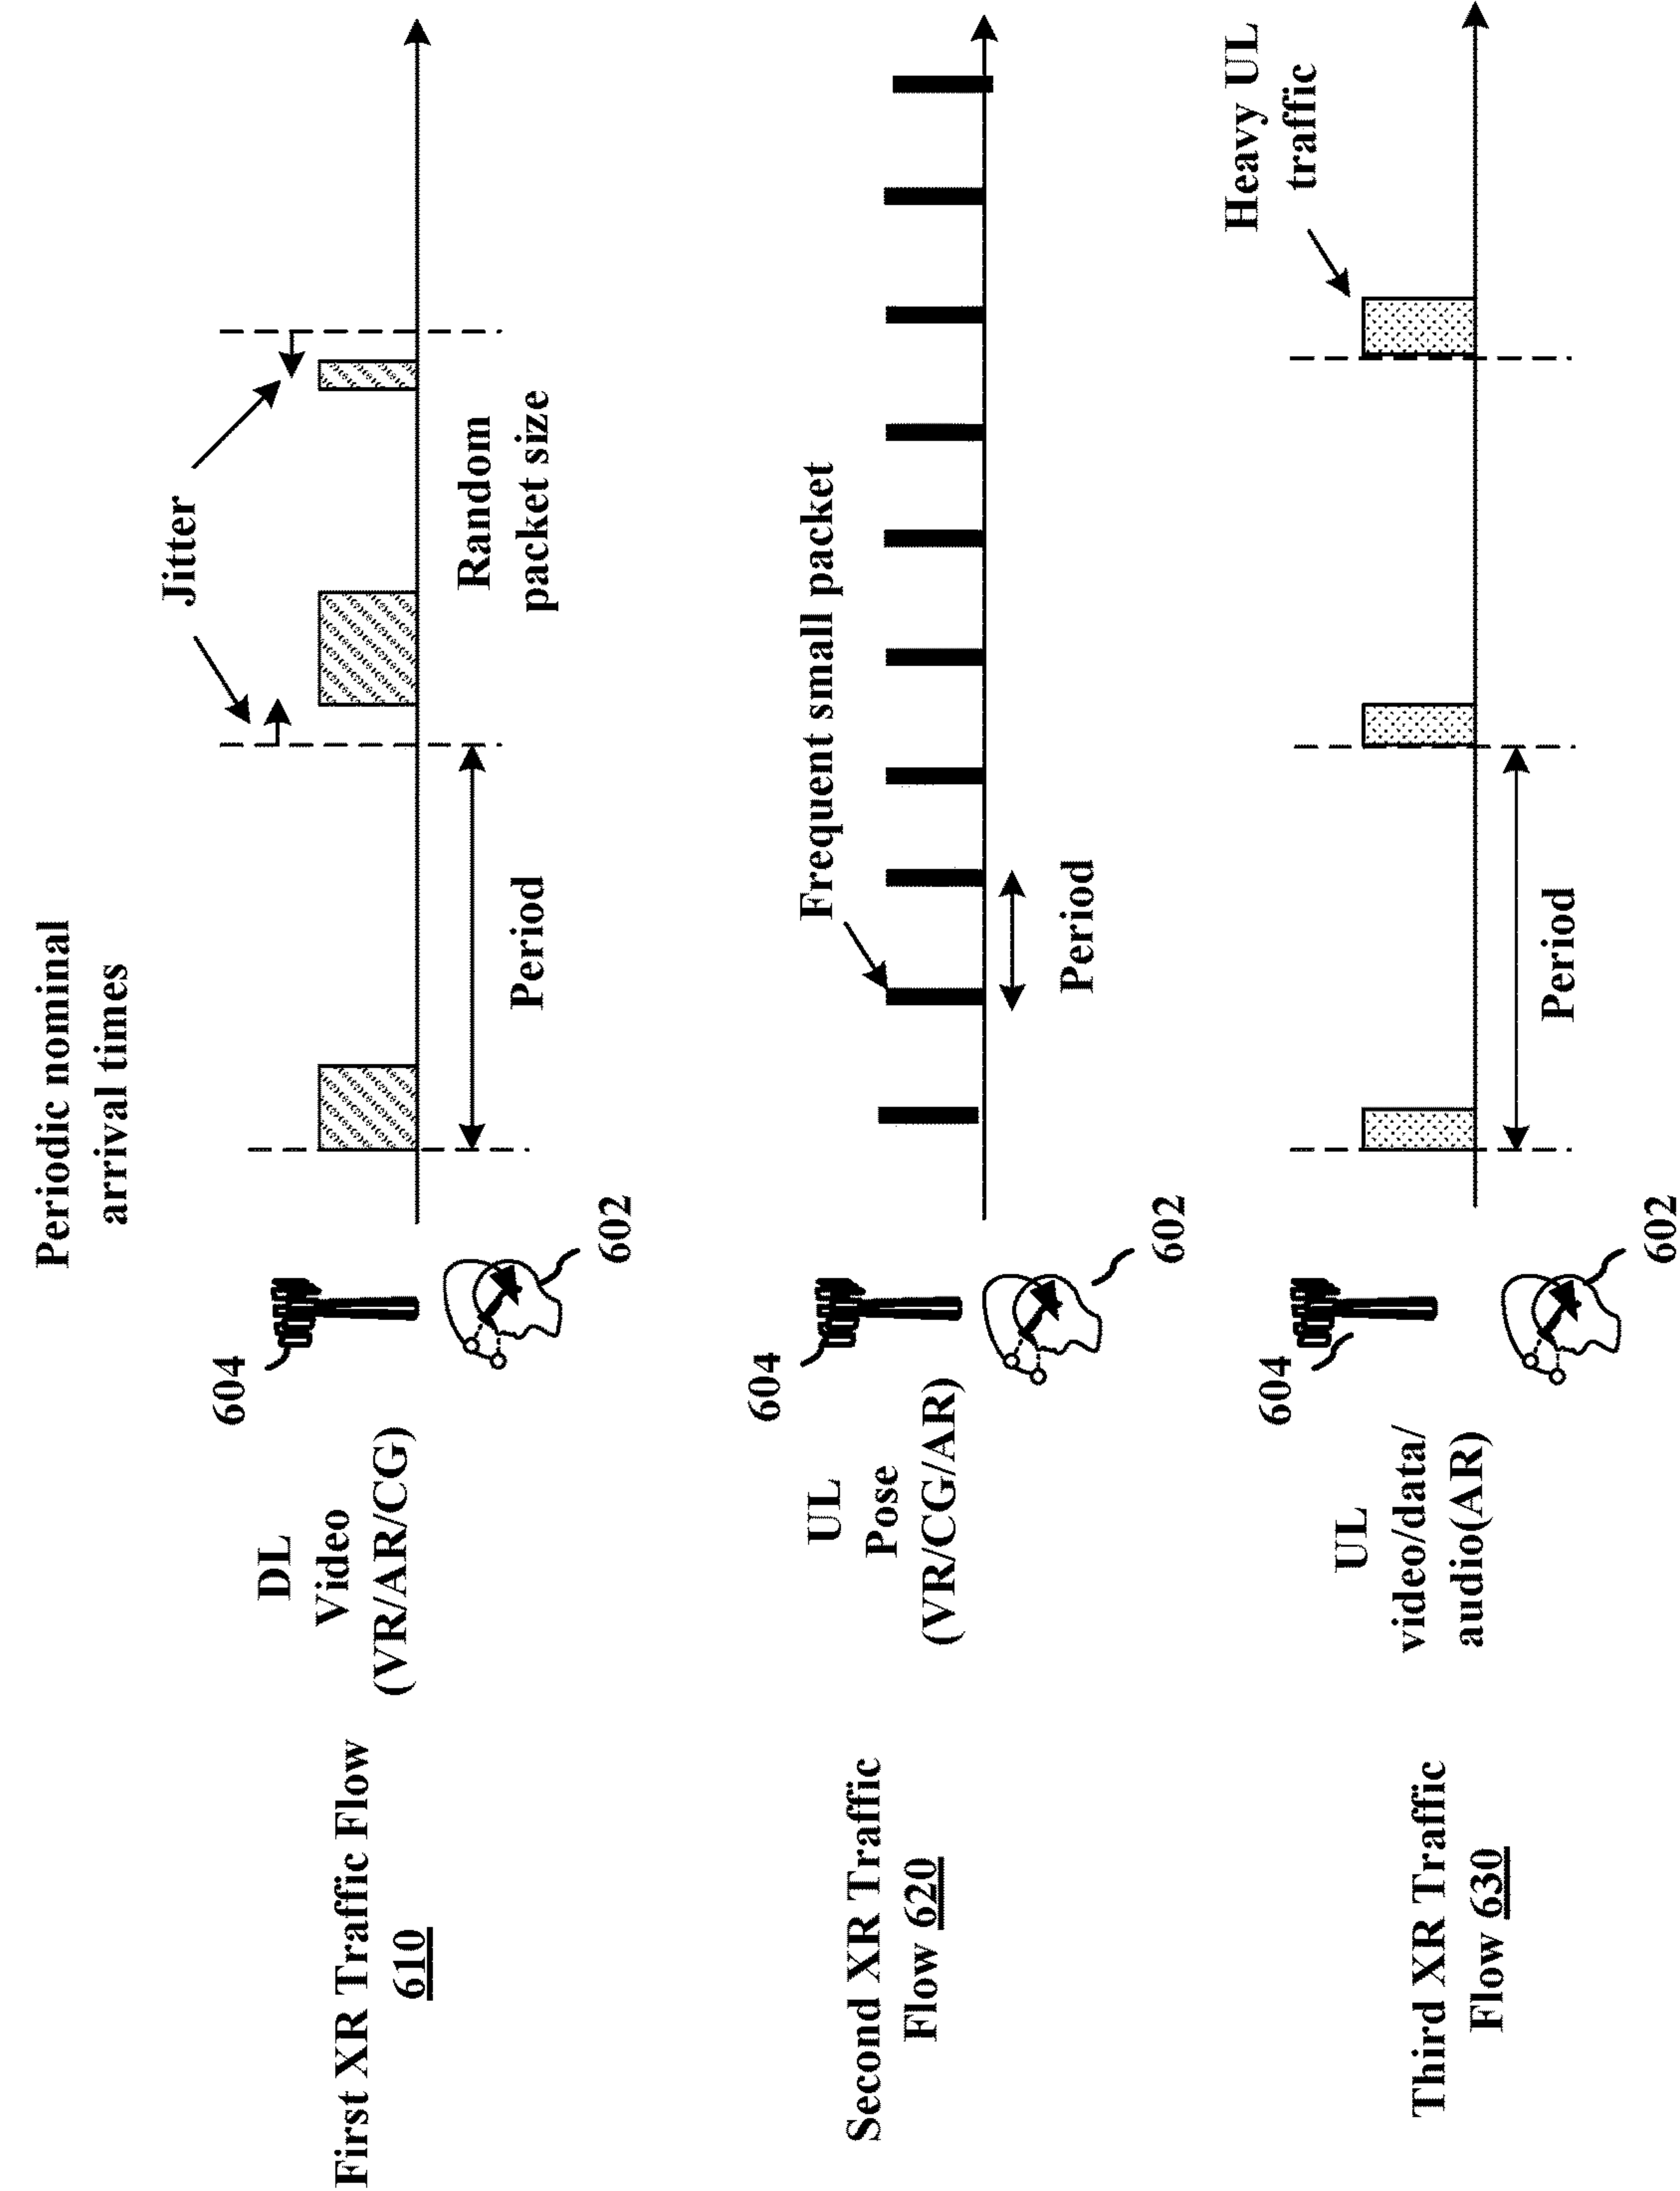 Periodic nominal
arrival times
Jitter
604
DL
Video
(VR/AR/CG)
First XR Traffic Flow
610
602
Period
Random
packet size
Frequent small packet
604
UL
Pose
(VR/CG/AR)
Second XR Traffic
Flow 620
602
Period
Heavy UL
traffic
604
UL
video/data/
audio(AR)
Third XR Traffic
Flow 630
602
Period